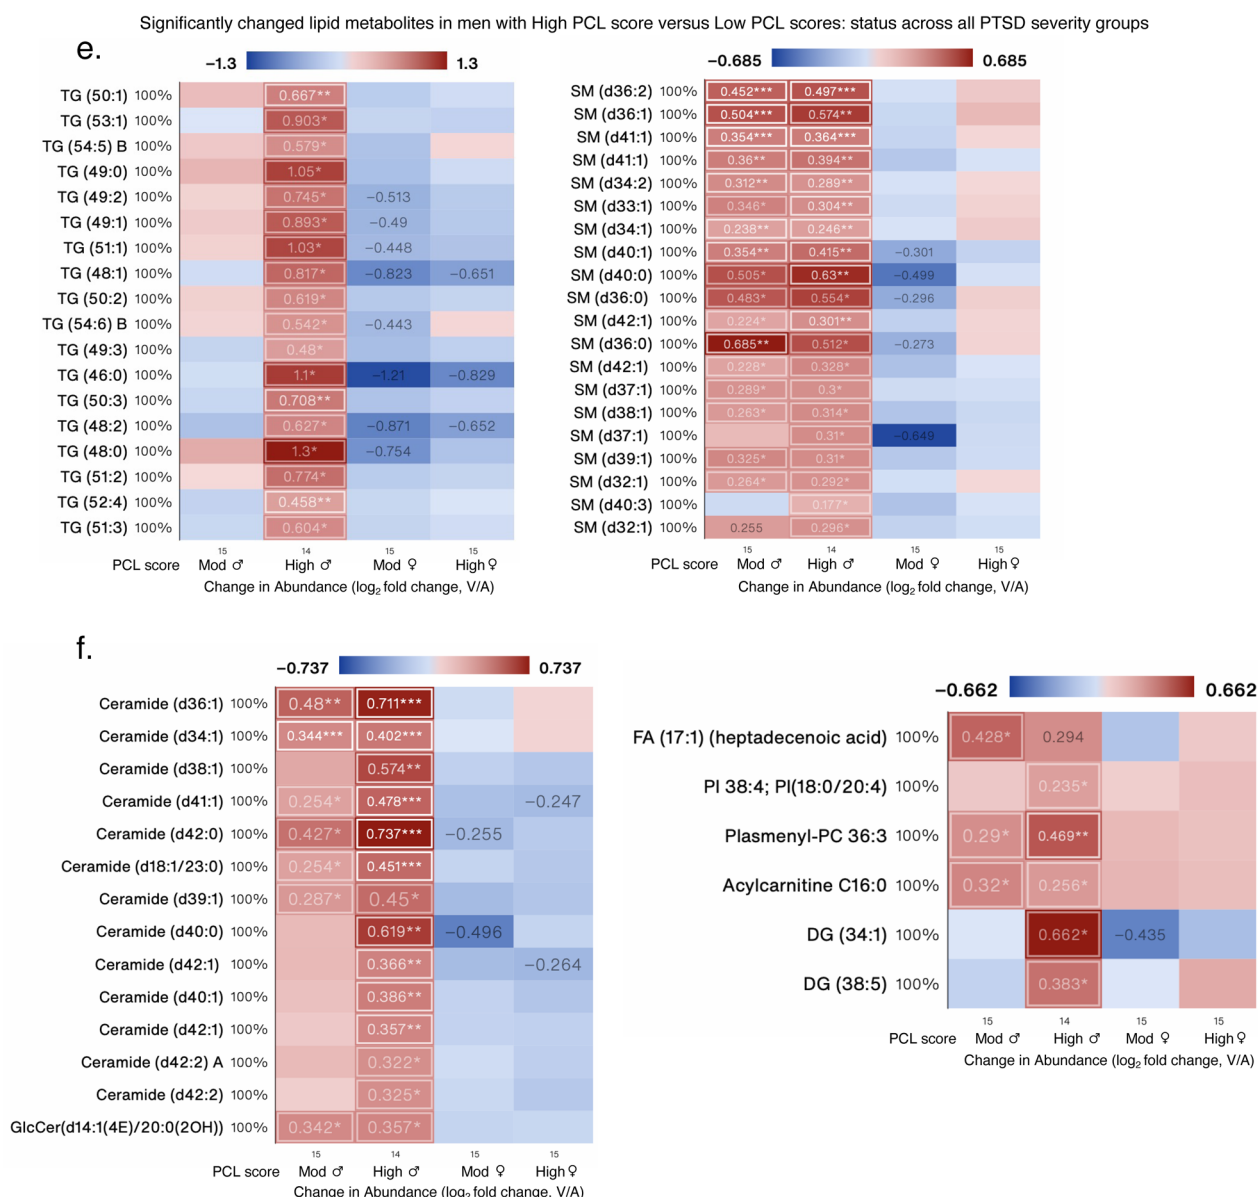 Significantly changed lipid metabolites in men with High PCL score versus Low PCL scores: status across all PTSD severity groups
e.
−1.3 1.3
TG (50:1) 100% 0.667**
TG (53:1) 100% 0.903*
TG (54:5) B 100% 0.579*
TG (49:0) 100% 1.05*
TG (49:2) 100% 0.745* −0.513
TG (49:1) 100% 0.893* −0.49
TG (51:1) 100% 1.03* −0.448
TG (48:1) 100% 0.817* −0.823 −0.651
TG (50:2) 100% 0.619*
TG (54:6) B 100% 0.542* −0.443
TG (49:3) 100% 0.48*
TG (46:0) 100% 1.1* −1.21 −0.829
TG (50:3) 100% 0.708**
TG (48:2) 100% 0.627* −0.871 −0.652
TG (48:0) 100% 1.3* −0.754
TG (51:2) 100% 0.774*
TG (52:4) 100% 0.458**
TG (51:3) 100% 0.604*
15 14 15 15
PCL score Mod ♂ High ♂ Mod ♀ High ♀
Change in Abundance (log2 fold change, V/A)
−0.685 0.685
SM (d36:2) 100% 0.452*** 0.497***
SM (d36:1) 100% 0.504*** 0.574**
SM (d41:1) 100% 0.354*** 0.364***
SM (d41:1) 100% 0.36** 0.394**
SM (d34:2) 100% 0.312** 0.289**
SM (d33:1) 100% 0.346* 0.304**
SM (d34:1) 100% 0.238** 0.246**
SM (d40:1) 100% 0.354** 0.415** −0.301
SM (d40:0) 100% 0.505* 0.63** −0.499
SM (d36:0) 100% 0.483* 0.554* −0.296
SM (d42:1) 100% 0.224* 0.301**
SM (d36:0) 100% 0.685** 0.512* −0.273
SM (d42:1) 100% 0.228* 0.328*
SM (d37:1) 100% 0.289* 0.3*
SM (d38:1) 100% 0.263* 0.314*
SM (d37:1) 100% 0.31* −0.649
SM (d39:1) 100% 0.325* 0.31*
SM (d32:1) 100% 0.264* 0.292*
SM (d40:3) 100% 0.177*
SM (d32:1) 100% 0.255 0.296*
15 14 15 15
PCL score Mod ♂ High ♂ Mod ♀ High ♀
Change in Abundance (log2 fold change, V/A)
f.
−0.737 0.737
Ceramide (d36:1) 100% 0.48** 0.711***
Ceramide (d34:1) 100% 0.344*** 0.402***
Ceramide (d38:1) 100% 0.574**
Ceramide (d41:1) 100% 0.254* 0.478*** −0.247
Ceramide (d42:0) 100% 0.427* 0.737*** −0.255
Ceramide (d18:1/23:0) 100% 0.254* 0.451***
Ceramide (d39:1) 100% 0.287* 0.45*
Ceramide (d40:0) 100% 0.619** −0.496
Ceramide (d42:1) 100% 0.366** −0.264
Ceramide (d40:1) 100% 0.386**
Ceramide (d42:1) 100% 0.357**
Ceramide (d42:2) A 100% 0.322*
Ceramide (d42:2) 100% 0.325*
GlcCer(d14:1(4E)/20:0(2OH)) 100% 0.342* 0.357*
15 14 15 15
PCL score Mod ♂ High ♂ Mod ♀ High ♀
Change in Abundance (log2 fold change, V/A)
−0.662 0.662
FA (17:1) (heptadecenoic acid) 100% 0.428* 0.294
PI 38:4; PI(18:0/20:4) 100% 0.235*
Plasmenyl-PC 36:3 100% 0.29* 0.469**
Acylcarnitine C16:0 100% 0.32* 0.256*
DG (34:1) 100% 0.662* −0.435
DG (38:5) 100% 0.383*
15 14 15 15
PCL score Mod ♂ High ♂ Mod ♀ High ♀
Change in Abundance (log2 fold change, V/A)